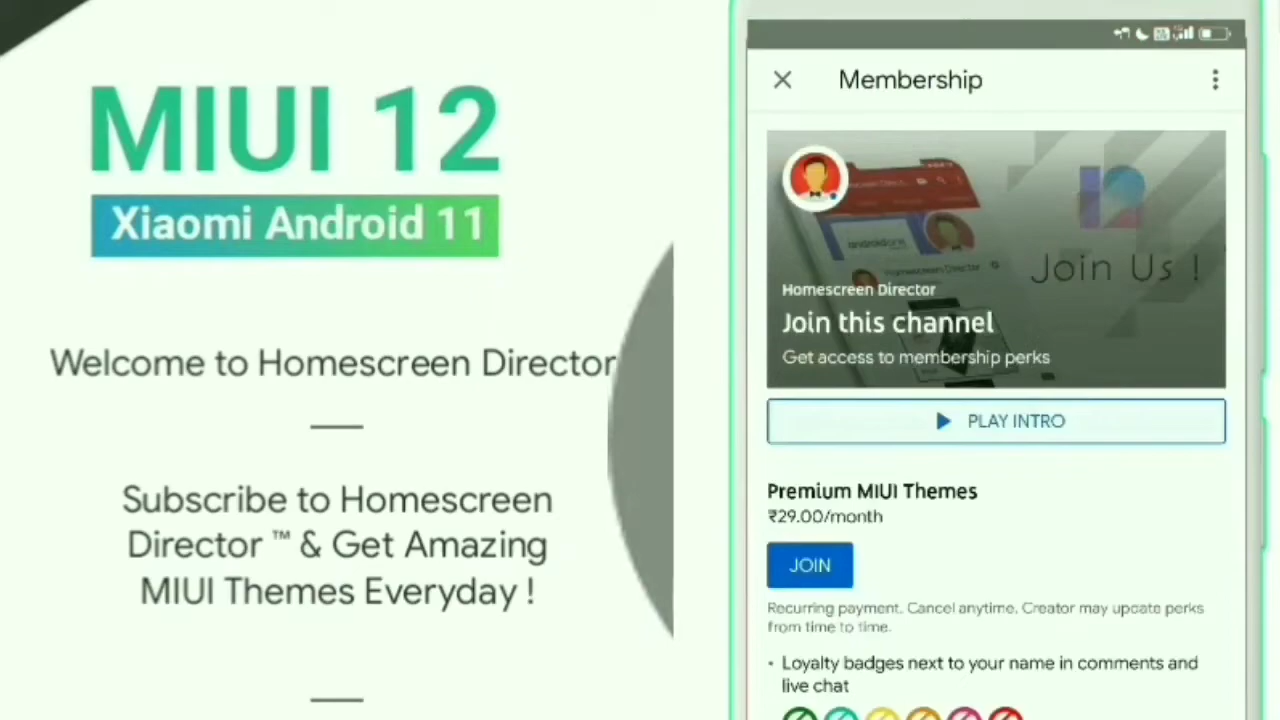 MIUI 12
Xiaomi Android 11
Welcome to Homescreen Director
Subscribe to Homescreen
Director ™ & Get Amazing
MIUI Themes Everyday !
Membership
androidone
Homescreen Director
Join Us !
Homescreen Director
Join this channel
Get access to membership perks
PLAY INTRO
Premium MIUI Themes
₹29.00/month
JOIN
Recurring payment. Cancel anytime. Creator may update perks
from time to time.
• Loyalty badges next to your name in comments and
live chat